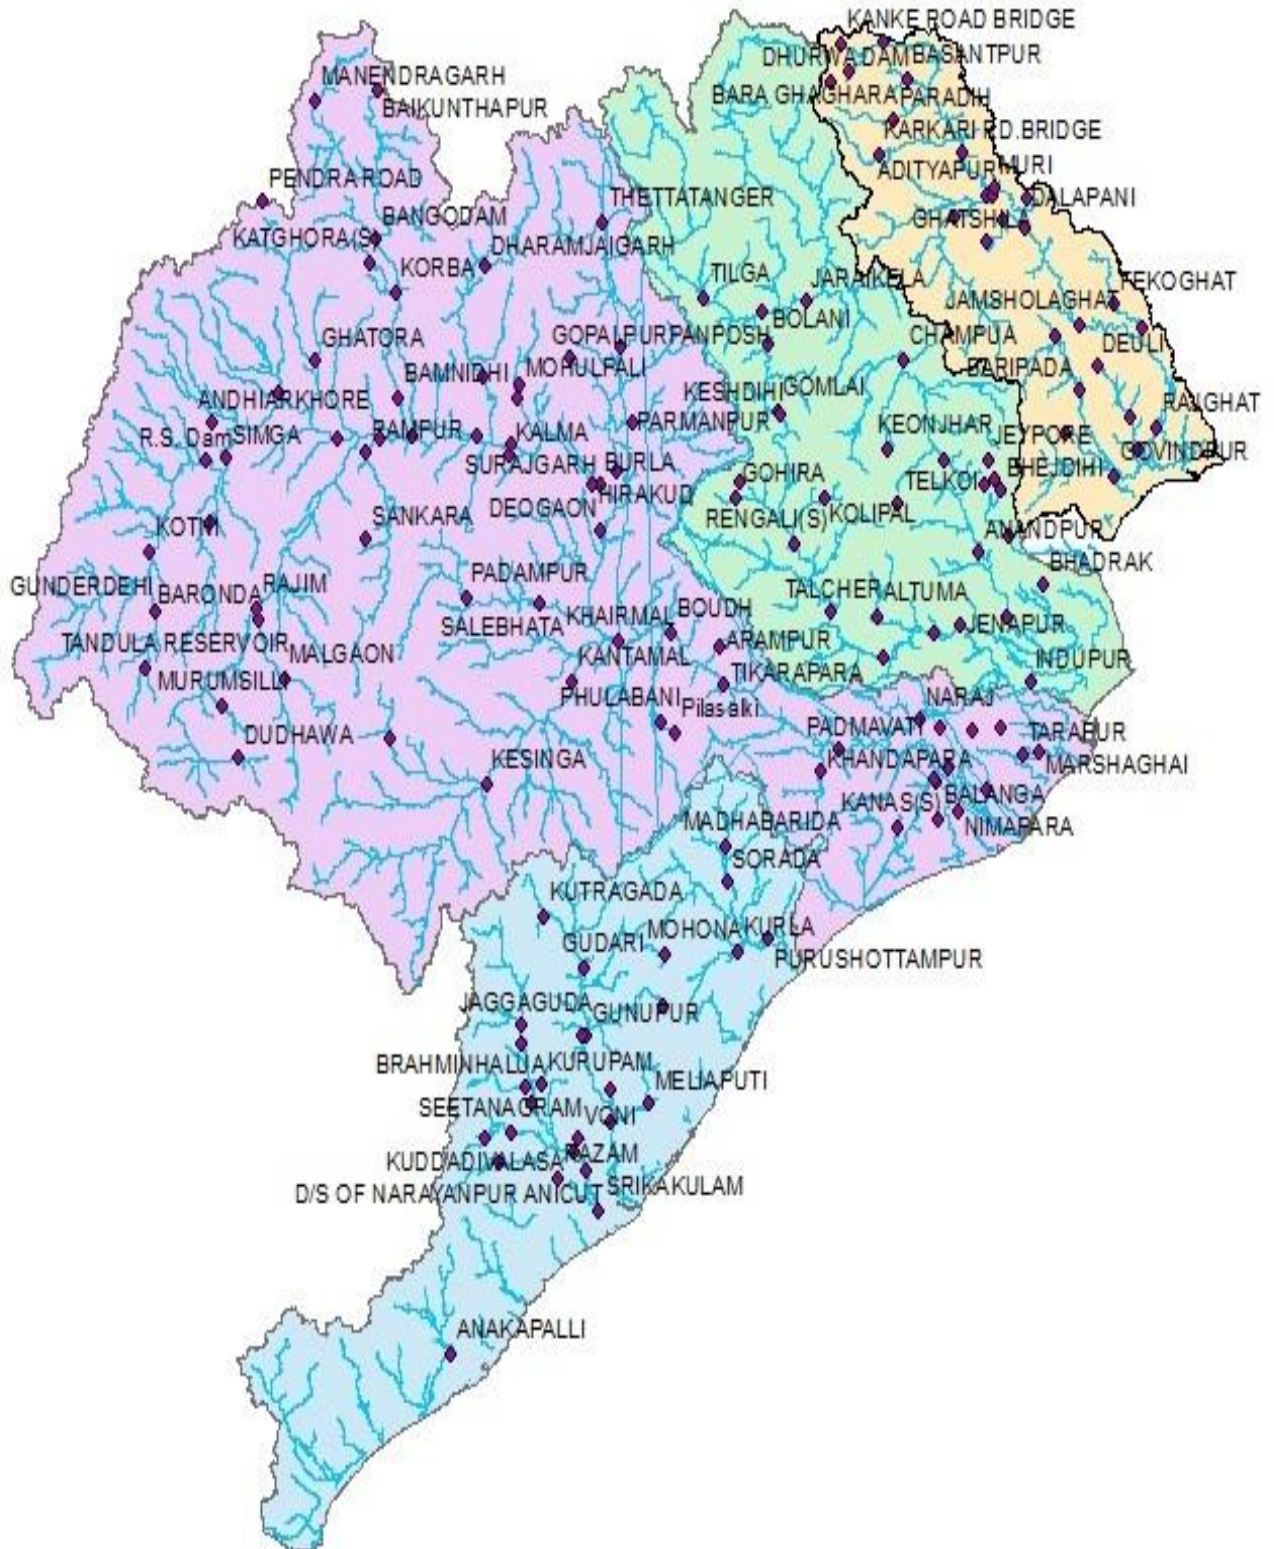 KANKE ROAD BRIDGE
DHURWA DAM
BASANTPUR
MANENDRAGARH
BARA GHAGHARA
PARADIH
BAIKUNTHAPUR
KARKARI RD.BRIDGE
ADITYAPUR
MURI
PENDRA ROAD
THETTATANGER
DALAPANI
BANGODAM
GHATSHILA
KATGHORA(S)
DHARAMJAIGARH
KORBA
TILGA
JARAIKELA
FEKOGHAT
JAMSHOLAGHAT
BOLANI
GHATORA
GOPALPUR
PANPOSH
CHAMPUA
DEULI
BAMNIDHI
MOHULPALI
BARIPADA
KESHDIHI
GOMLAI
ANDHIARKHORE
RAJGHAT
PARMANPUR
KEONJHAR
R.S. Dam
SIMGA
RAMPUR
KALMA
JEYPORE
GOVINDPUR
SURAJGARH
BURLA
BHEJDIHI
GOHIRA
TELKOI
HIRAKUD
DEOGAON
RENGALI(S)
KOLIPAL
KOTNI
SANKARA
ANANDPUR
BHADRAK
GUNDERDEHI
BARONDA
RAJIM
PADAMPUR
TALCHER
ALTUMA
SALEBHATA
KHAIRMAL
BOUDH
JENAPUR
TANDULA RESERVOIR
MALGAON
KANTAMAL
ARAMPUR
INDUPUR
MURUMSILLI
TIKARAPARA
PHULABANI
NARAJ
Pilasalki
DUDHAWA
PADMAVATI
TARAPUR
KESINGA
KHANDAPARA
MARSHAGHAI
KANAS(S)
BALANGA
MADHABARIDA
NIMAPARA
SORADA
KUTRAGADA
MOHONA
KURLA
GUDARI
PURUSHOTTAMPUR
JAGGAGUDA
GUNUPUR
BRAHMINHALIJA
KURUPAM
MELIAPUTI
SEETANAGRAM
VONI
KUDDADIVALASA
RAZAM
D/S OF NARAYANPUR ANICUT
SRIKAKULAM
ANAKAPALLI